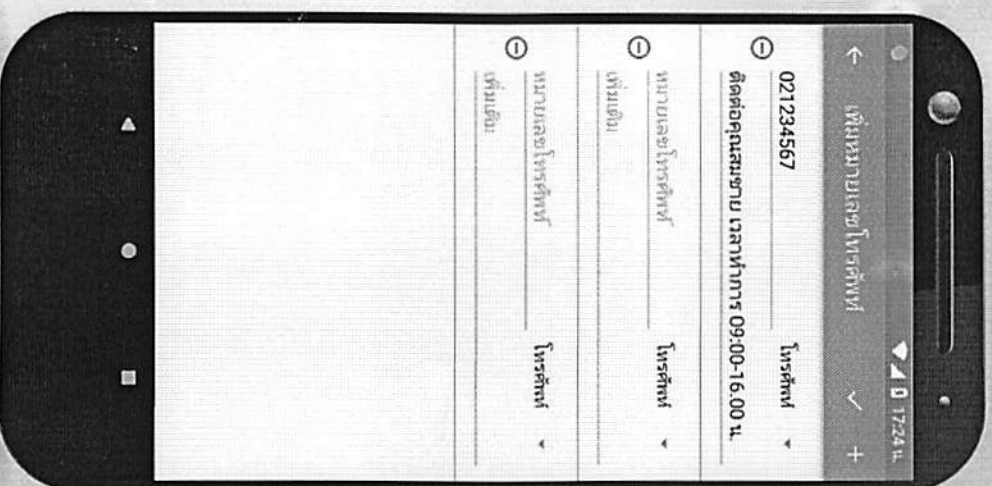 17:24 น.
เพิ่มหมายเลขโทรศัพท์
021234567 โทรศัพท์
ติดต่อคุณสมชาย เวลาทำการ 09:00-16.00 น.
หมายเลขโทรศัพท์ โทรศัพท์
เพิ่มเติม
หมายเลขโทรศัพท์ โทรศัพท์
เพิ่มเติม